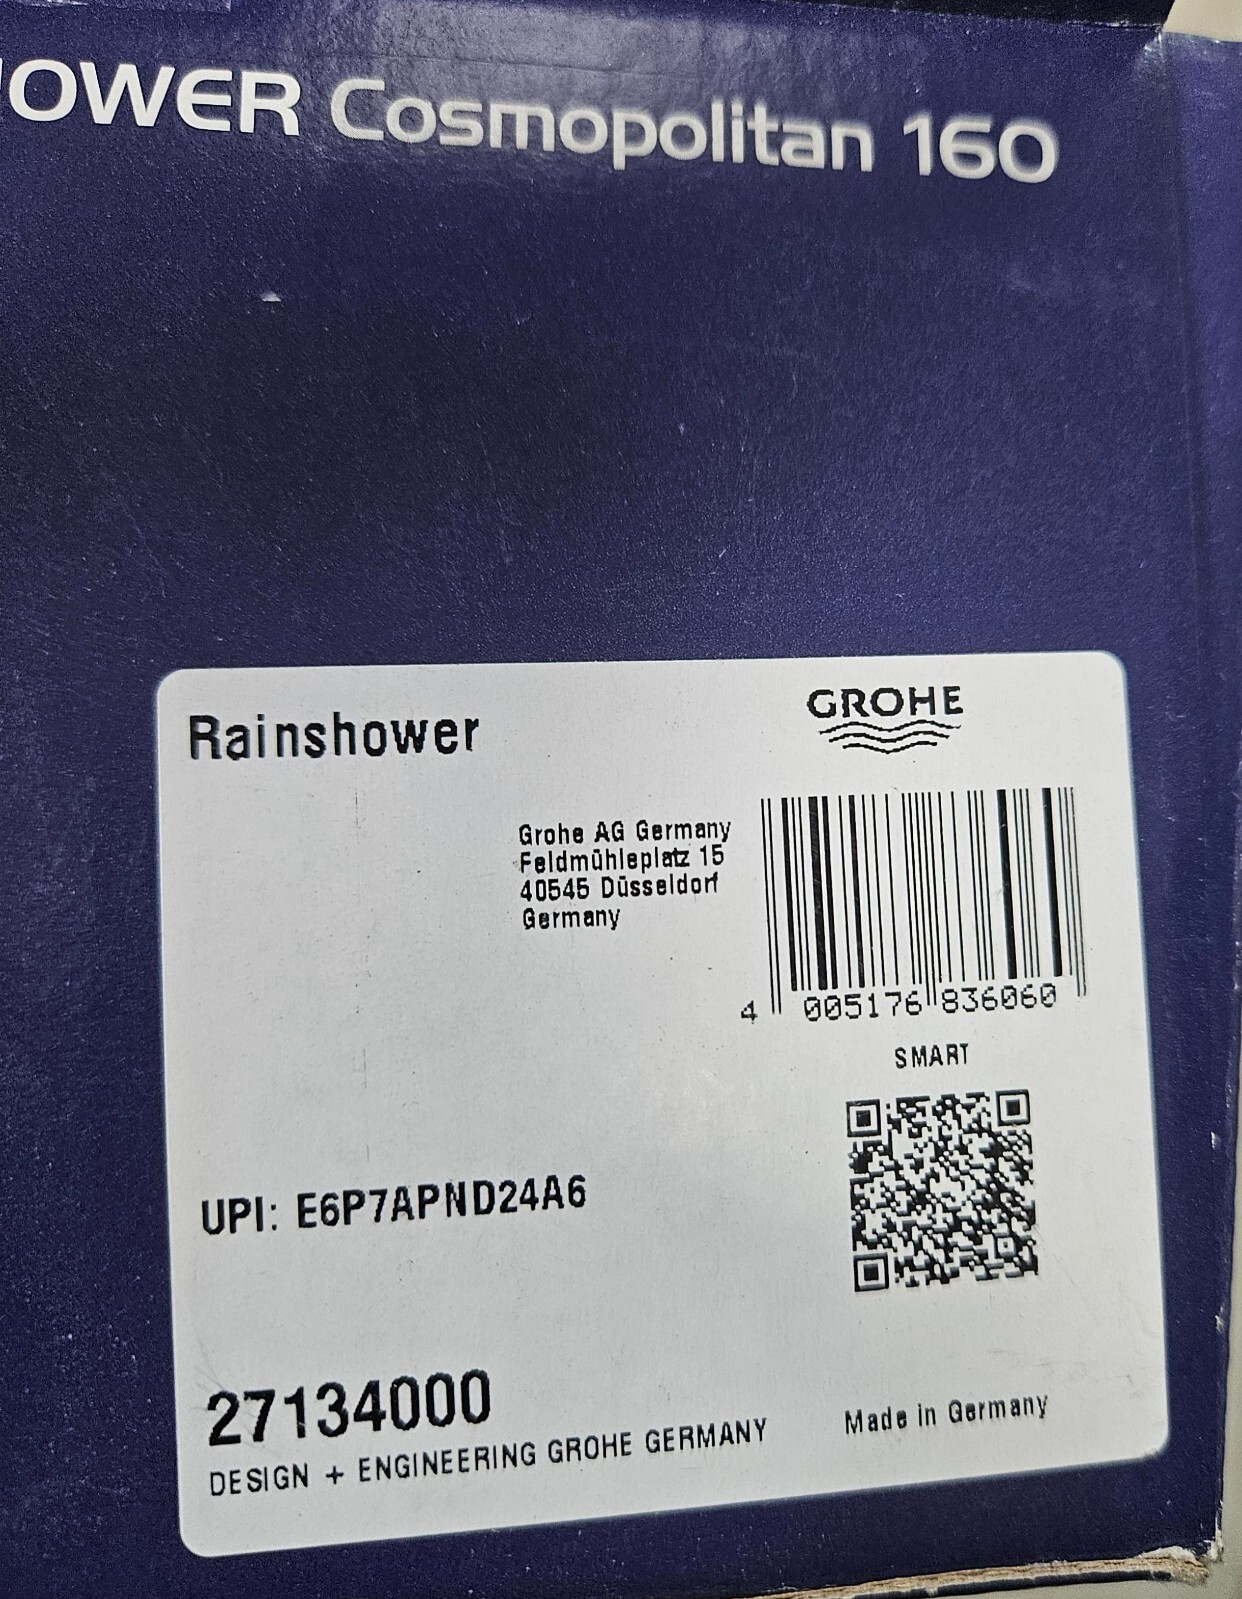 OWER Cosmopolitan 160
Rainshower
GROHE
Grohe AG Germany
Feldmühleplatz 15
40545 Düsseldorf
Germany
4 005176 836060
SMART
UPI: E6P7APND24A6
27134000
DESIGN + ENGINEERING GROHE GERMANY
Made in Germany